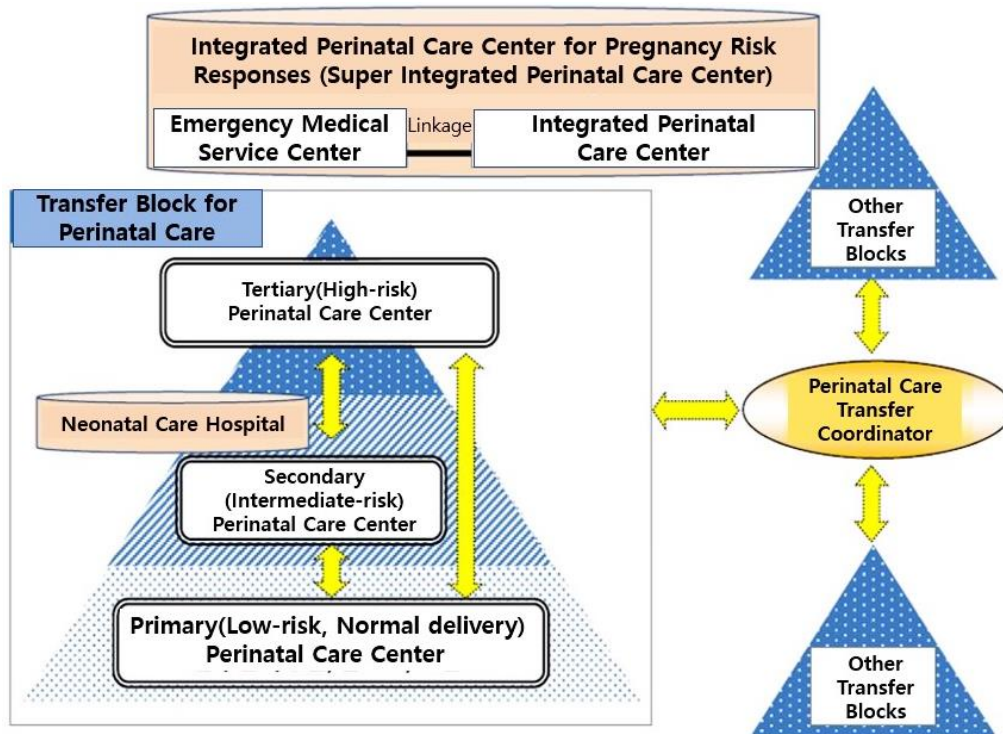 Integrated Perinatal Care Center for Pregnancy Risk
Responses (Super Integrated Perinatal Care Center)
Emergency Medical
Service Center
Linkage
Integrated Perinatal
Care Center
Transfer Block for
Perinatal Care
Tertiary(High-risk)
Perinatal Care Center
Neonatal Care Hospital
Secondary
(Intermediate-risk)
Perinatal Care Center
Primary(Low-risk, Normal delivery)
Perinatal Care Center
Other
Transfer
Blocks
Perinatal Care
Transfer
Coordinator
Other
Transfer
Blocks